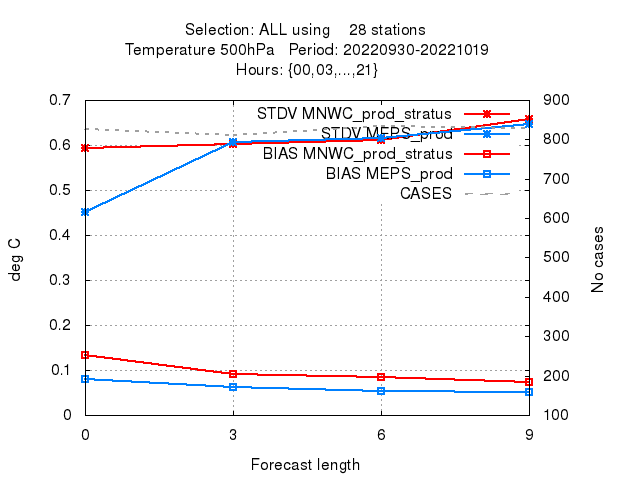 Selection: ALL using    28 stations
Temperature 500hPa   Period: 20220930-20221019
Hours: {00,03,...,21}
0.7
0.6
0.5
0.4
0.3
0.2
0.1
0
deg C
STDV MNWC_prod_stratus
STDV MEPS_prod
BIAS MNWC_prod_stratus
BIAS MEPS_prod
CASES
900
800
700
600
500
400
300
200
100
No cases
0 3 6 9
Forecast length